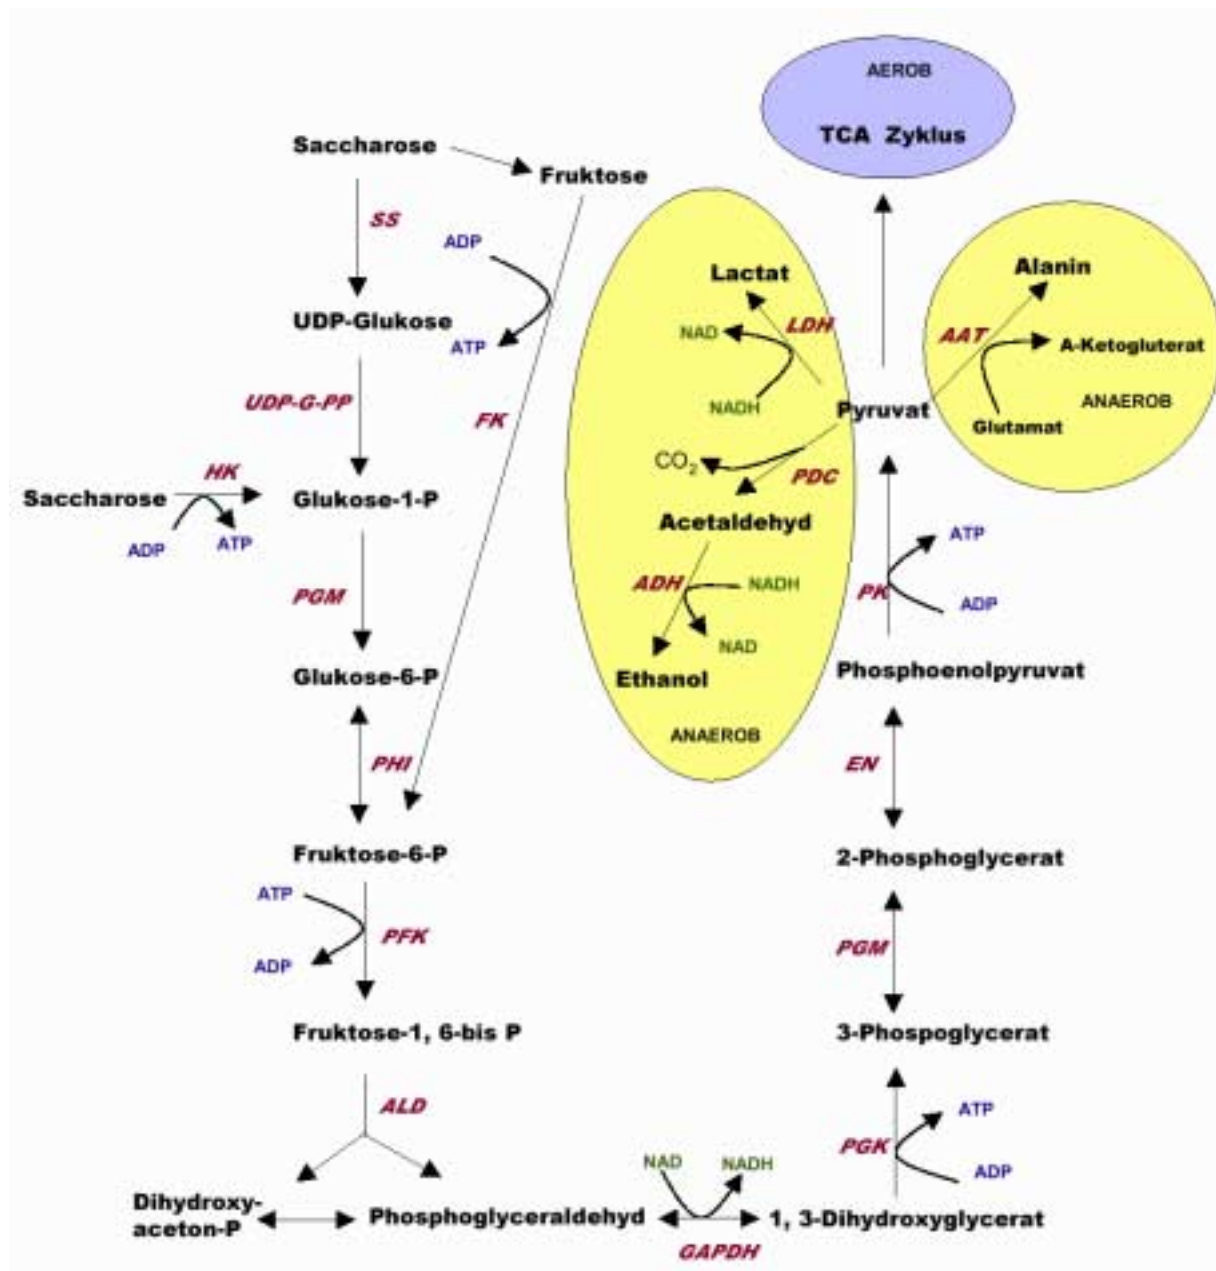 AEROB
TCA Zyklus
Saccharose
Fruktose
SS
ADP
ATP
UDP-Glukose
UDP-G-PP
FK
HK
Saccharose
Glukose-1-P
ADP
ATP
PGM
Glukose-6-P
PHI
Fruktose-6-P
ATP
PFK
ADP
Fruktose-1, 6-bis P
ALD
Dihydroxy-
aceton-P
Phosphoglyceraldehyd
NAD
NADH
GAPDH
1, 3-Dihydroxyglycerat
PGK
ATP
ADP
3-Phospoglycerat
PGM
2-Phosphoglycerat
EN
Phosphoenolpyruvat
PK
ATP
ADP
Pyruvat
Lactat
LDH
NAD
NADH
CO2
PDC
Acetaldehyd
ADH
NADH
NAD
Ethanol
ANAEROB
Alanin
AAT
A-Ketogluterat
ANAEROB
Glutamat